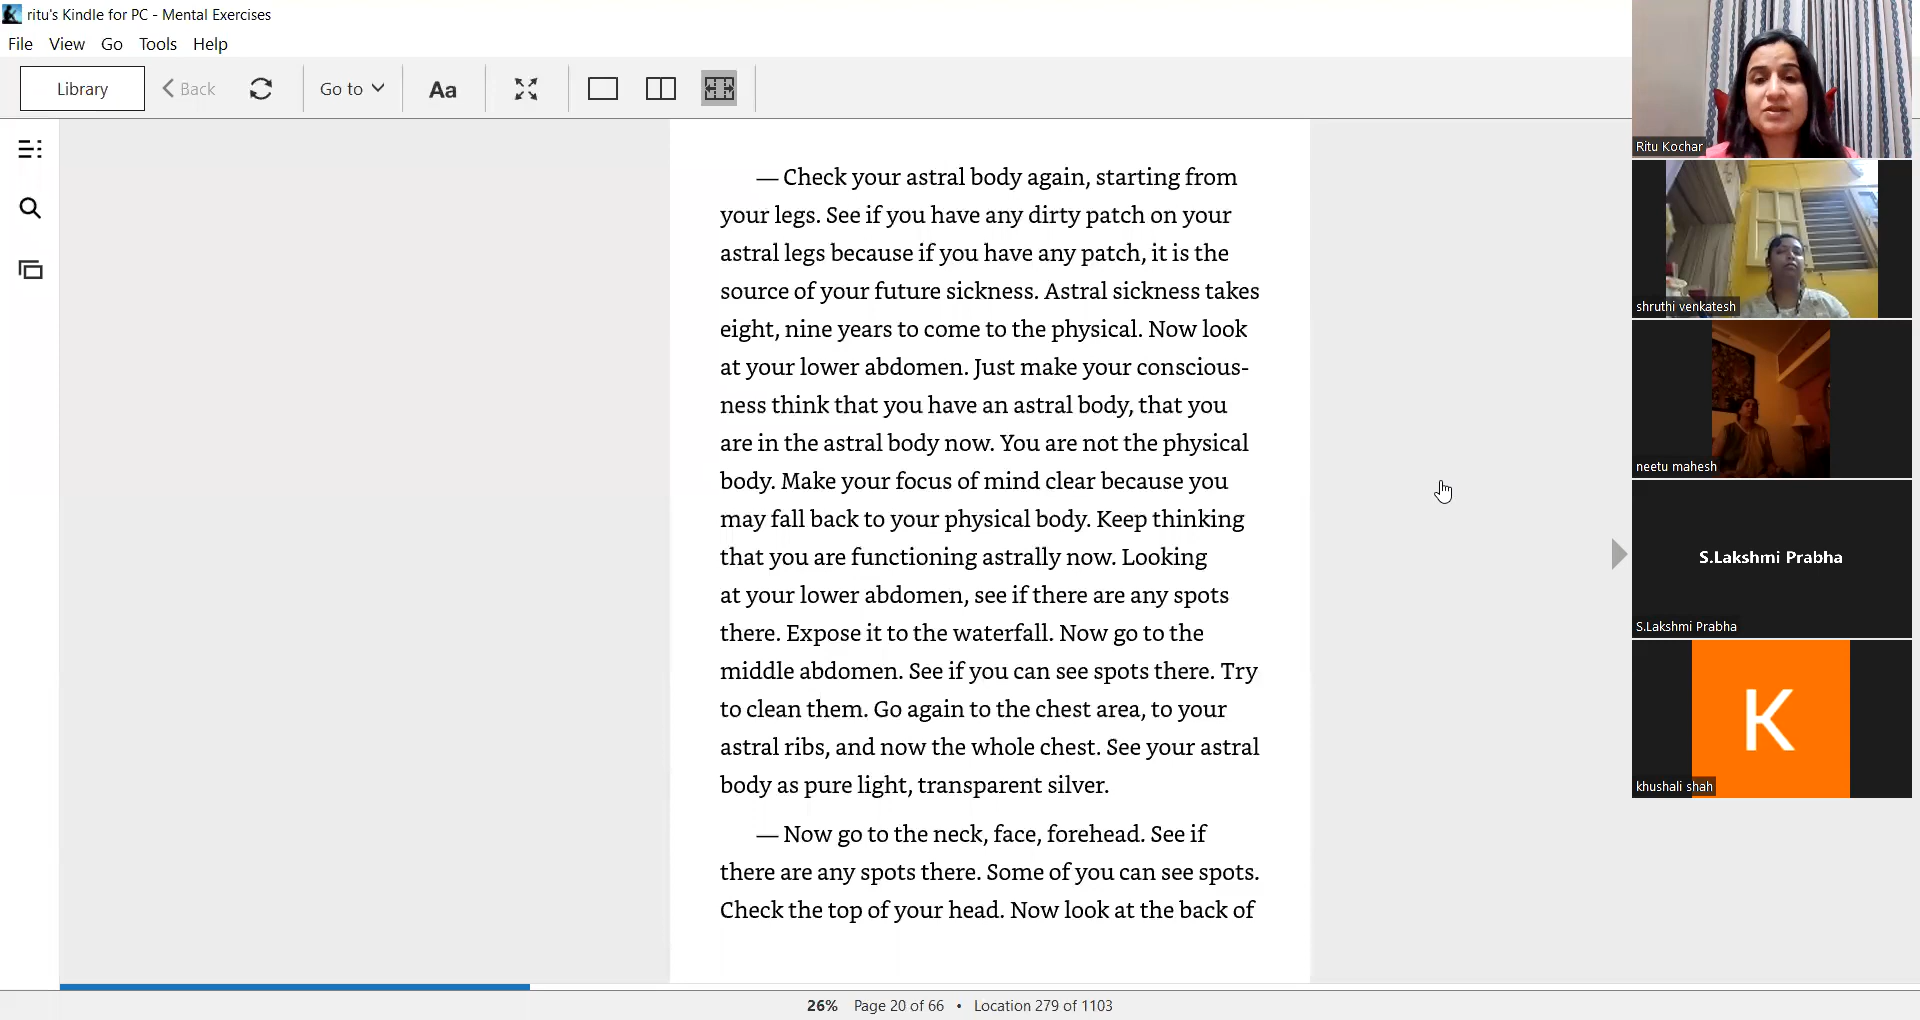 ritu's Kindle for PC - Mental Exercises
File View Go Tools Help
Library Back Go to Aa
— Check your astral body again, starting from
your legs. See if you have any dirty patch on your
astral legs because if you have any patch, it is the
source of your future sickness. Astral sickness takes
eight, nine years to come to the physical. Now look
at your lower abdomen. Just make your conscious-
ness think that you have an astral body, that you
are in the astral body now. You are not the physical
body. Make your focus of mind clear because you
may fall back to your physical body. Keep thinking
that you are functioning astrally now. Looking
at your lower abdomen, see if there are any spots
there. Expose it to the waterfall. Now go to the
middle abdomen. See if you can see spots there. Try
to clean them. Go again to the chest area, to your
astral ribs, and now the whole chest. See your astral
body as pure light, transparent silver.
— Now go to the neck, face, forehead. See if
there are any spots there. Some of you can see spots.
Check the top of your head. Now look at the back of
26% Page 20 of 66 • Location 279 of 1103
Ritu Kochar
shruthi venkatesh
neetu mahesh
S.Lakshmi Prabha
S.Lakshmi Prabha
K
khushali shah